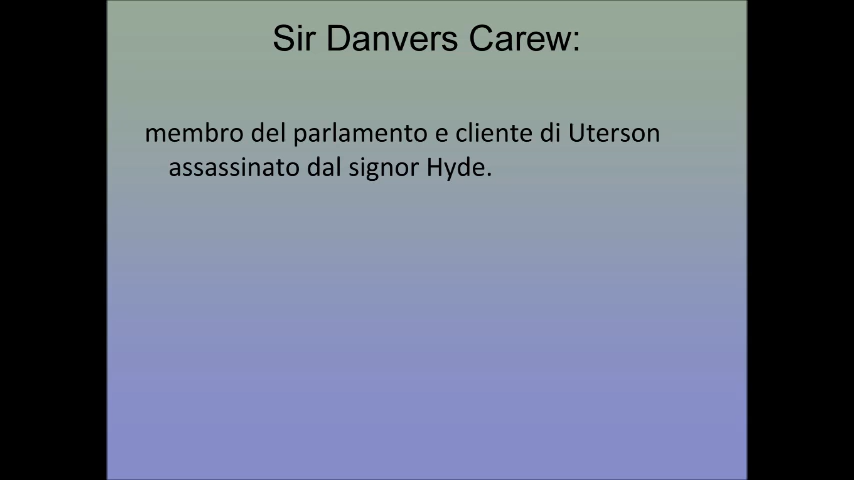 Sir Danvers Carew:
membro del parlamento e cliente di Uterson
assassinato dal signor Hyde.